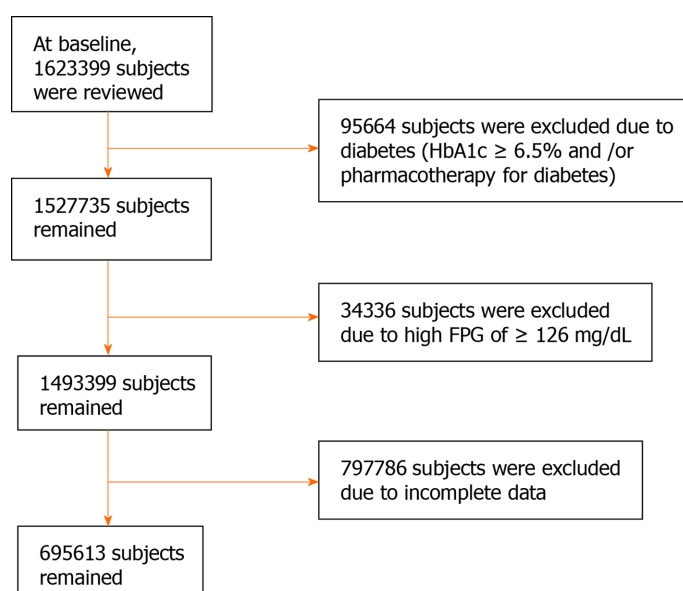 At baseline,
1623399 subjects
were reviewed
95664 subjects were excluded due to
diabetes (HbA1c ≥ 6.5% and /or
pharmacotherapy for diabetes)
1527735 subjects
remained
34336 subjects were excluded
due to high FPG of ≥ 126 mg/dL
1493399 subjects
remained
797786 subjects were excluded
due to incomplete data
695613 subjects
remained